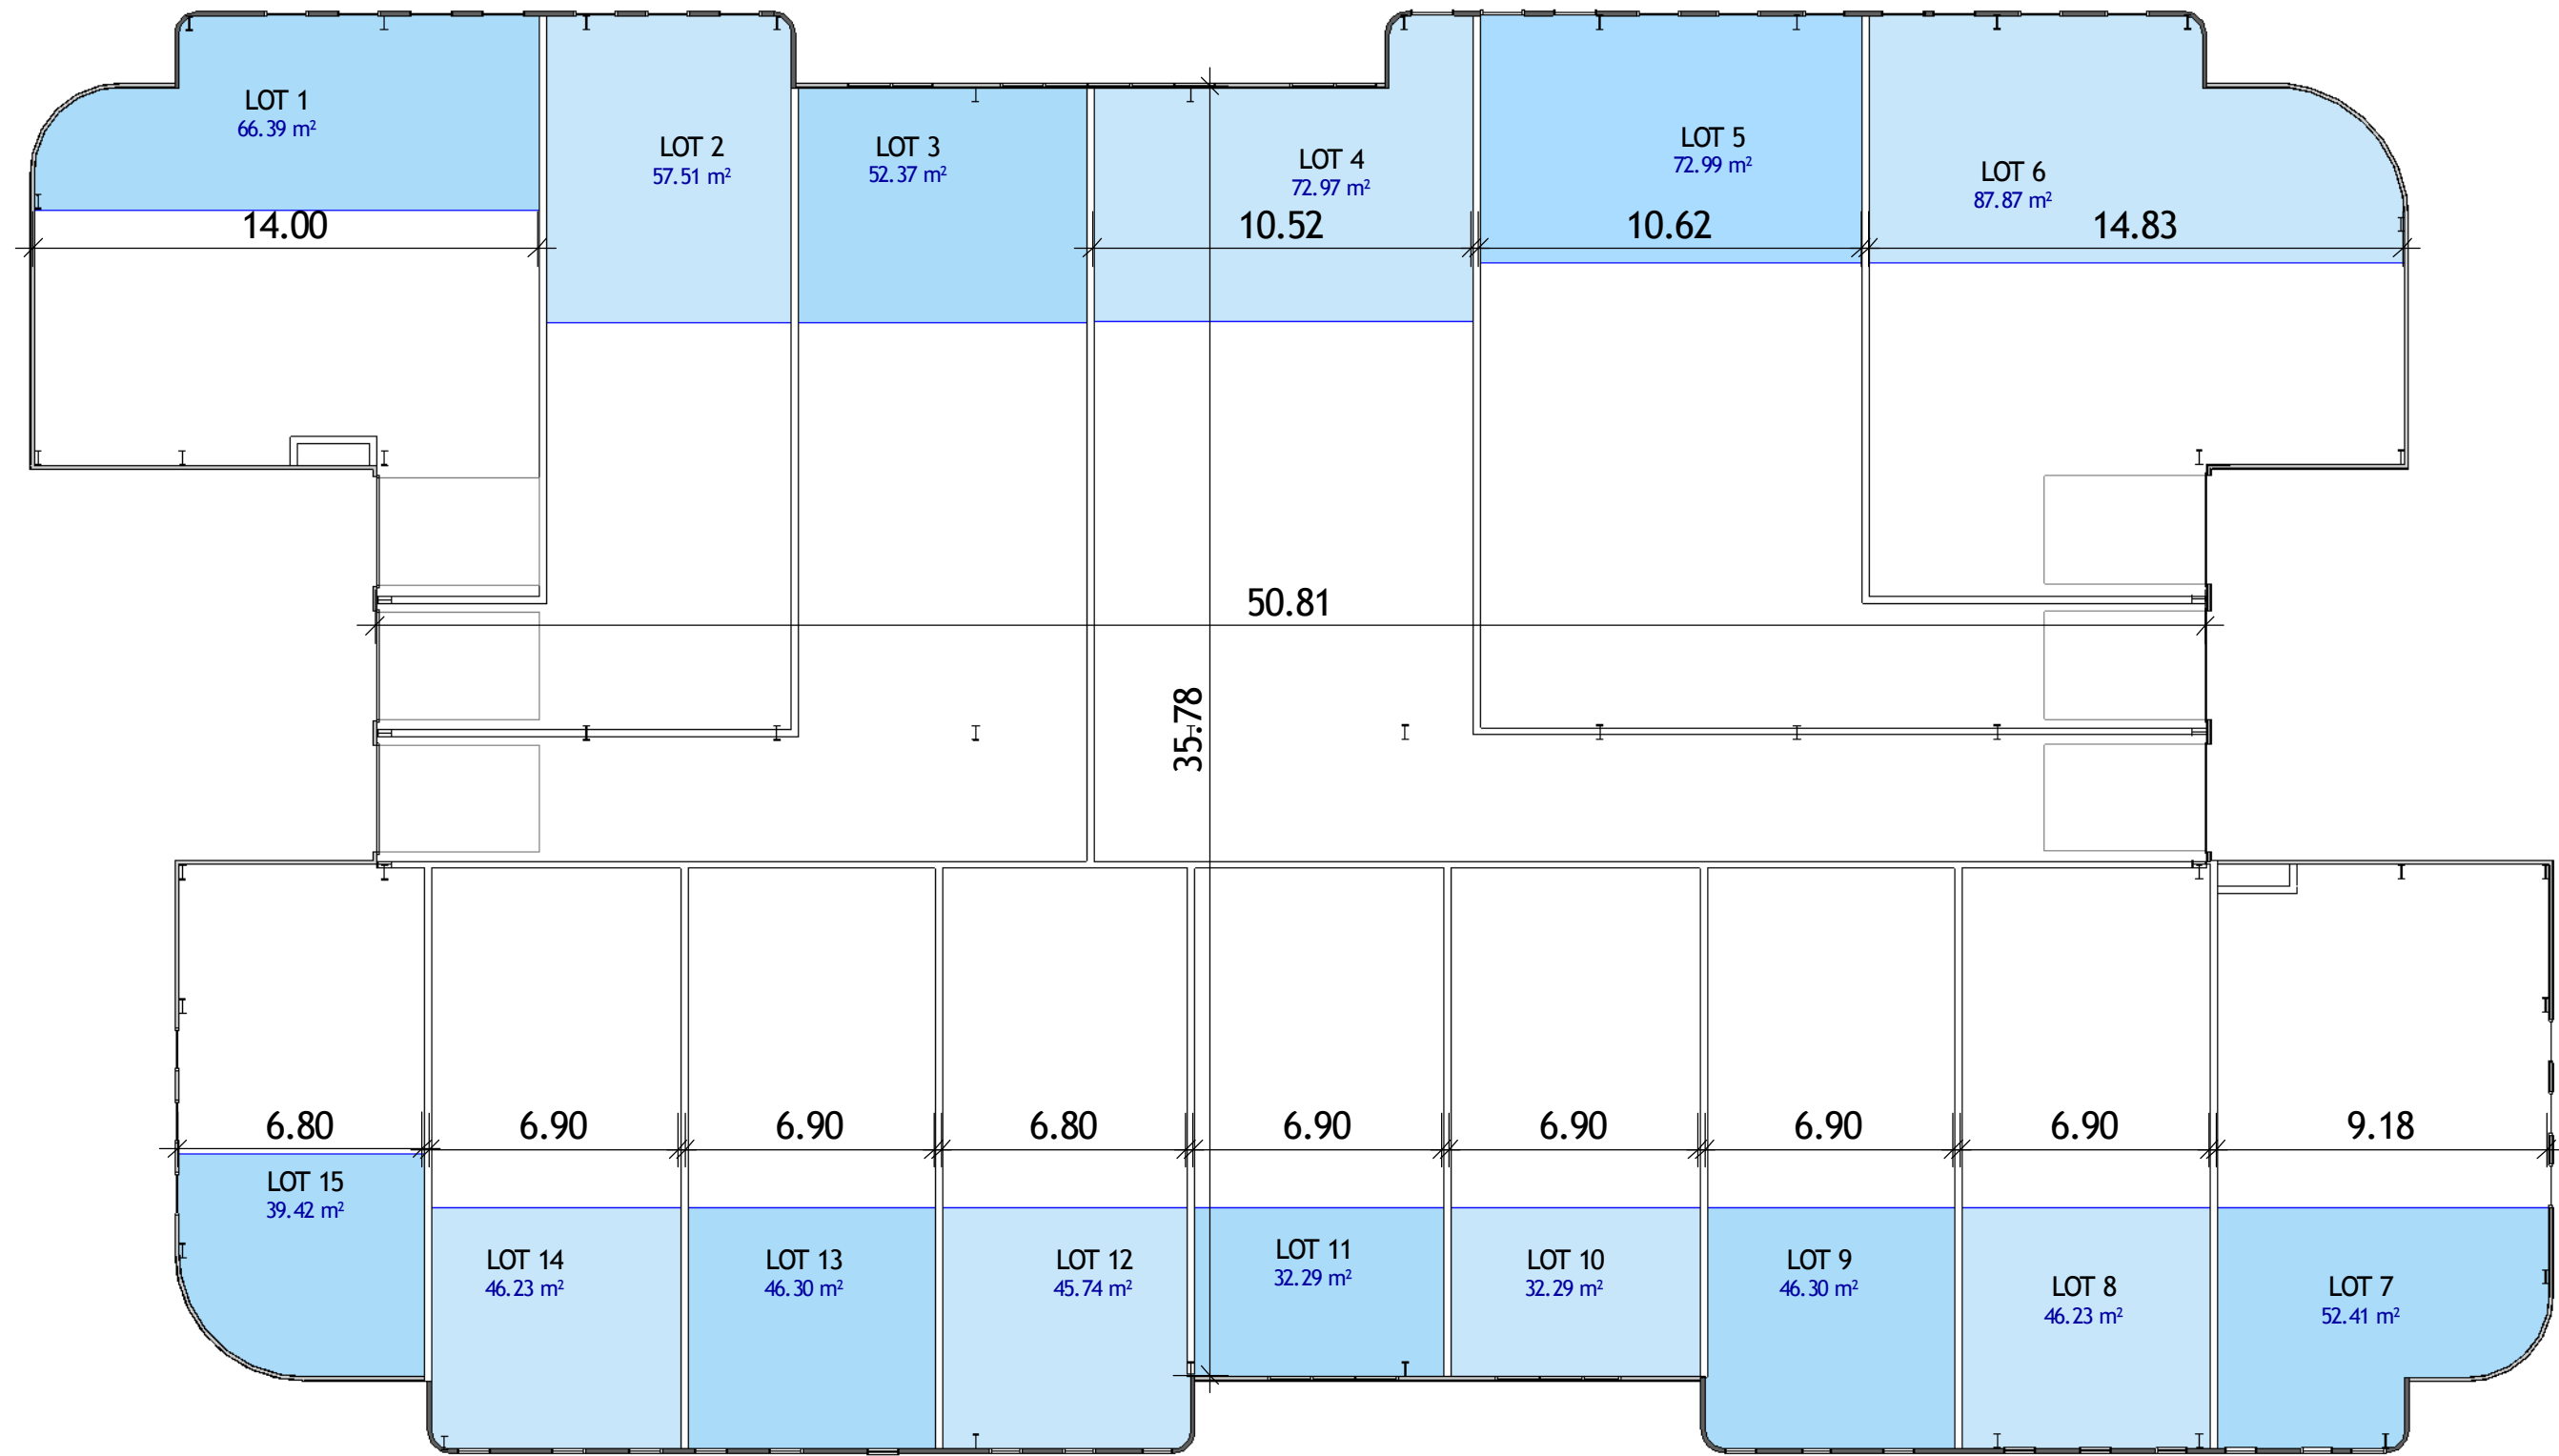 LOT 1
66.39 m²
LOT 2
57.51 m²
LOT 3
52.37 m²
LOT 4
72.97 m²
LOT 5
72.99 m²
LOT 6
87.87 m²
14.00
10.52
10.62
14.83
50.81
35.78
6.80
6.90
6.90
6.80
6.90
6.90
6.90
6.90
9.18
LOT 15
39.42 m²
LOT 14
46.23 m²
LOT 13
46.30 m²
LOT 12
45.74 m²
LOT 11
32.29 m²
LOT 10
32.29 m²
LOT 9
46.30 m²
LOT 8
46.23 m²
LOT 7
52.41 m²